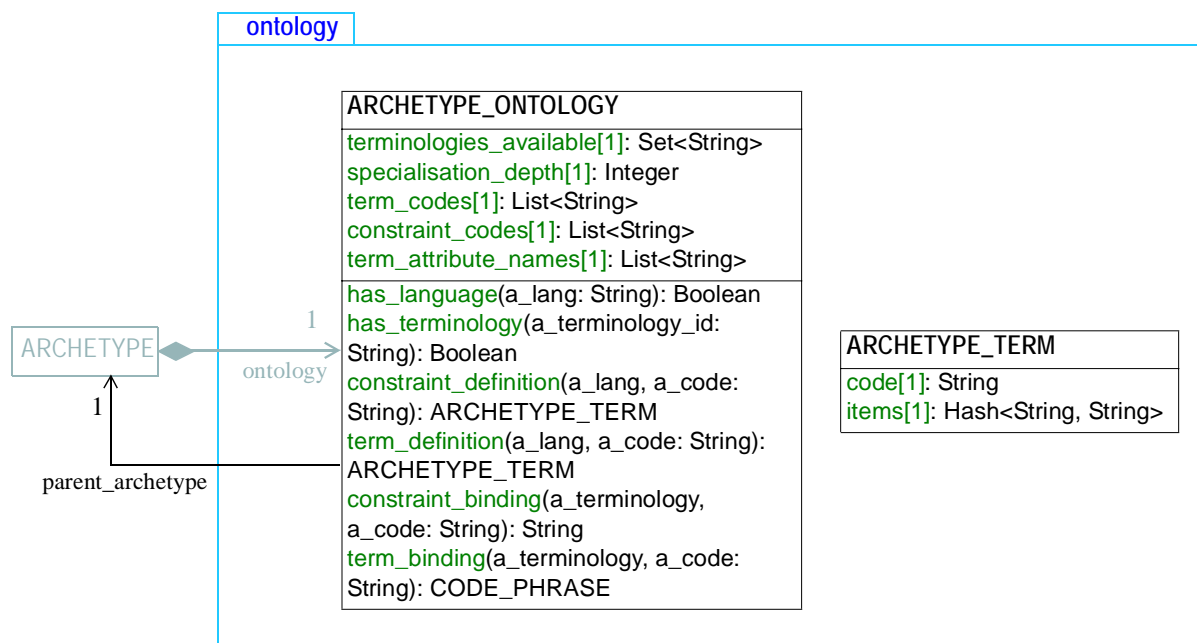 ontology
ARCHETYPE_ONTOLOGY
terminologies_available[1]: Set<String>
specialisation_depth[1]: Integer
term_codes[1]: List<String>
constraint_codes[1]: List<String>
term_attribute_names[1]: List<String>
has_language(a_lang: String): Boolean
has_terminology(a_terminology_id:
String): Boolean
constraint_definition(a_lang, a_code:
String): ARCHETYPE_TERM
term_definition(a_lang, a_code: String):
ARCHETYPE_TERM
constraint_binding(a_terminology,
a_code: String): String
term_binding(a_terminology, a_code:
String): CODE_PHRASE
ARCHETYPE
1
ontology
1
parent_archetype
ARCHETYPE_TERM
code[1]: String
items[1]: Hash<String, String>